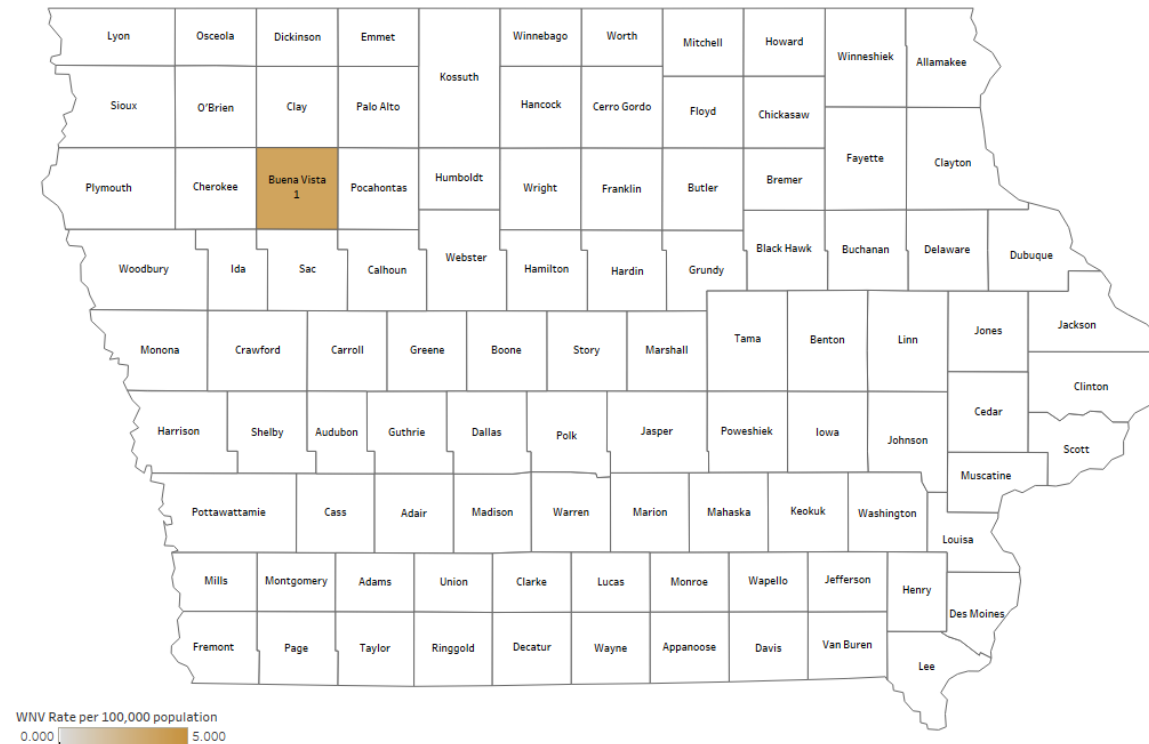 Lyon
Osceola
Dickinson
Emmet
Kossuth
Winnebago
Worth
Mitchell
Howard
Winneshiek
Allamakee
Sioux
O'Brien
Clay
Palo Alto
Hancock
Cerro Gordo
Floyd
Chickasaw
Fayette
Clayton
Plymouth
Cherokee
Buena Vista
1
Pocahontas
Humboldt
Wright
Franklin
Butler
Bremer
Woodbury
Ida
Sac
Calhoun
Webster
Hamilton
Hardin
Grundy
Black Hawk
Buchanan
Delaware
Dubuque
Monona
Crawford
Carroll
Greene
Boone
Story
Marshall
Tama
Benton
Linn
Jones
Jackson
Clinton
Harrison
Shelby
Audubon
Guthrie
Dallas
Polk
Jasper
Poweshiek
Iowa
Johnson
Cedar
Scott
Muscatine
Pottawattamie
Cass
Adair
Madison
Warren
Marion
Mahaska
Keokuk
Washington
Louisa
Mills
Montgomery
Adams
Union
Clarke
Lucas
Monroe
Wapello
Jefferson
Henry
Des Moines
Fremont
Page
Taylor
Ringgold
Decatur
Wayne
Appanoose
Davis
Van Buren
Lee
WNV Rate per 100,000 population
0.000 5.000